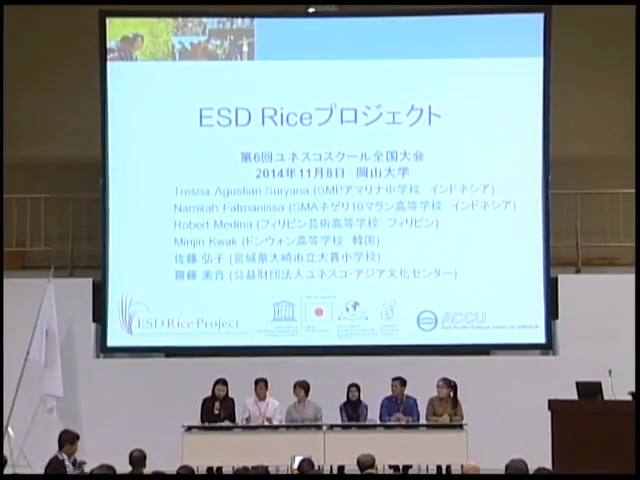 ESD Riceプロジェクト
第6回ユネスコスクール全国大会
2014年11月8日 岡山大学
Tresna Agustian Suryana (SMPアマリナ中学校 インドネシア)
Namirah Fatmanissa (SMAネゲリ10マラン高等学校 インドネシア)
Robert Medina (フィリピン芸術高等学校 フィリピン)
Minjin Kwak (ドンウォン高等学校 韓国)
佐藤 弘子 (宮城県大崎市立大貫小学校)
齋藤 美貴 (公益財団法人ユネスコ・アジア文化センター)
ESD Rice Project
ACCU
Asia-Pacific Cultural Centre for UNESCO